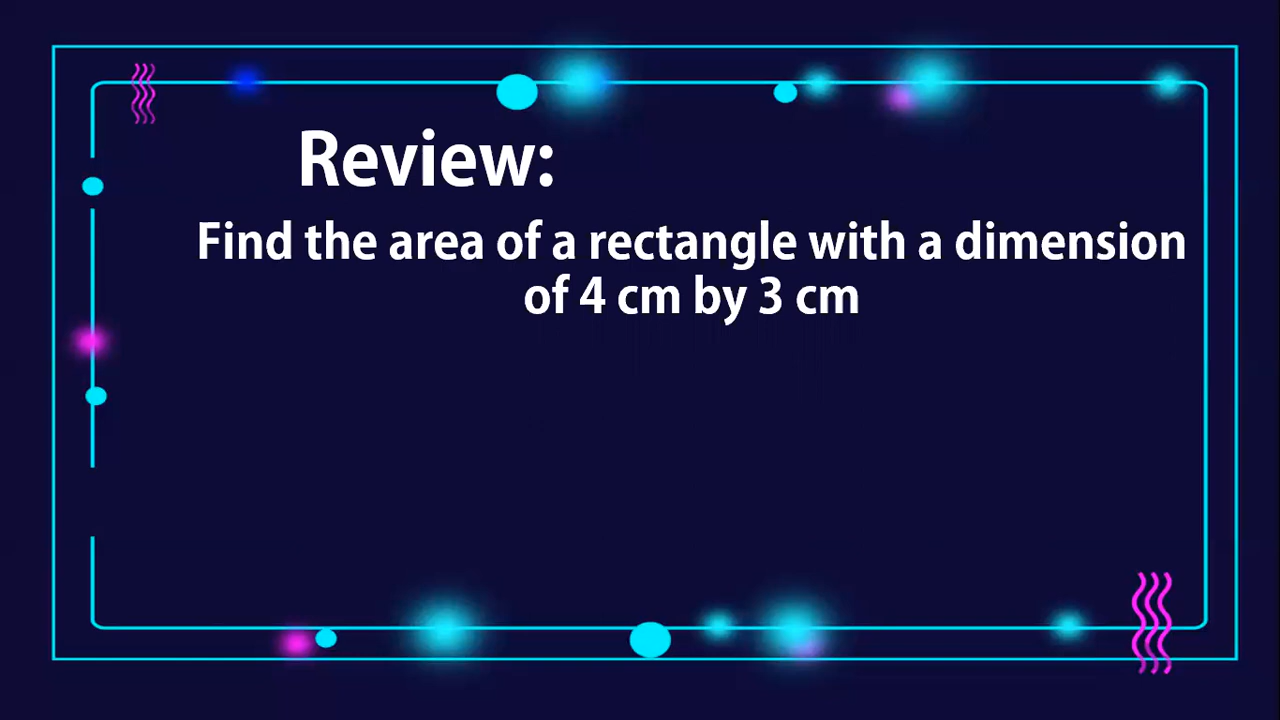 Review:
Find the area of a rectangle with a dimension
of 4 cm by 3 cm